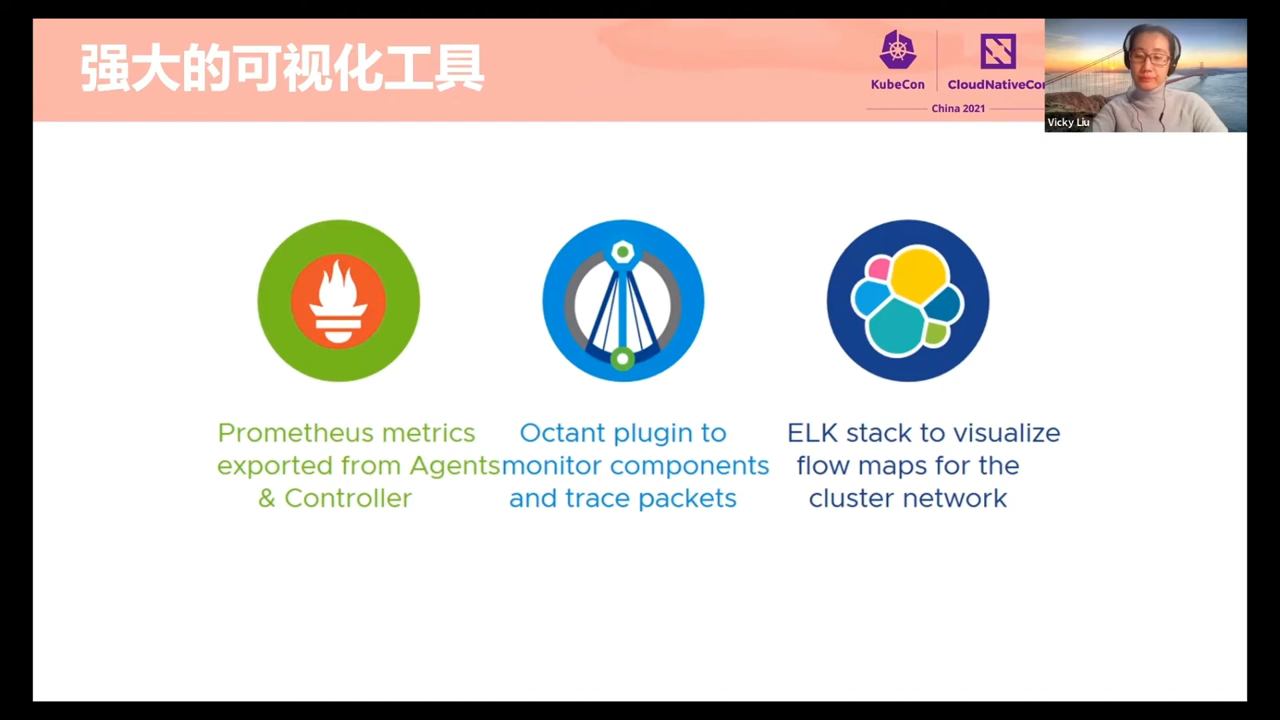 强大的可视化工具
KubeCon
CloudNativeCon
China 2021
Vicky Liu
Prometheus metrics
exported from Agents
& Controller
Octant plugin to
monitor components
and trace packets
ELK stack to visualize
flow maps for the
cluster network